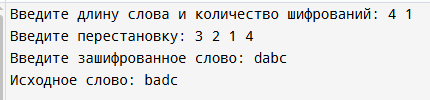 Введите длину слова и количество шифрований: 4 1
Введите перестановку: 3 2 1 4
Введите зашифрованное слово: dabc
Исходное слово: badc